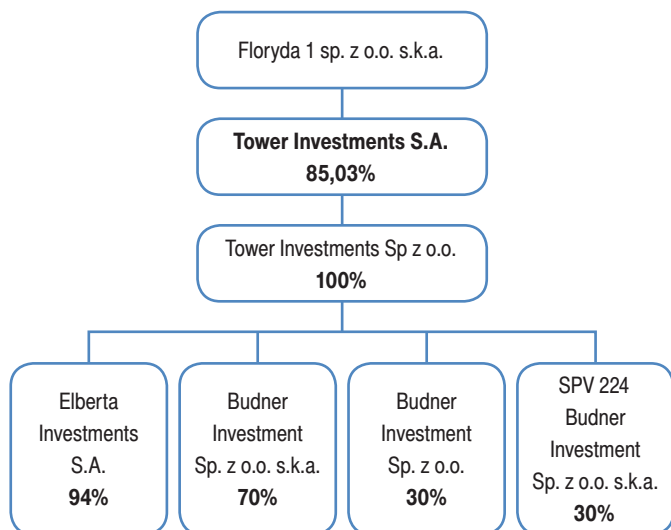 Floryda 1 sp. z o.o. s.k.a.
Tower Investments S.A.
85,03%
Tower Investments Sp z o.o.
100%
Elberta
Investments
S.A.
94%
Budner
Investment
Sp. z o.o. s.k.a.
70%
Budner
Investment
Sp. z o.o.
30%
SPV 224
Budner
Investment
Sp. z o.o. s.k.a.
30%